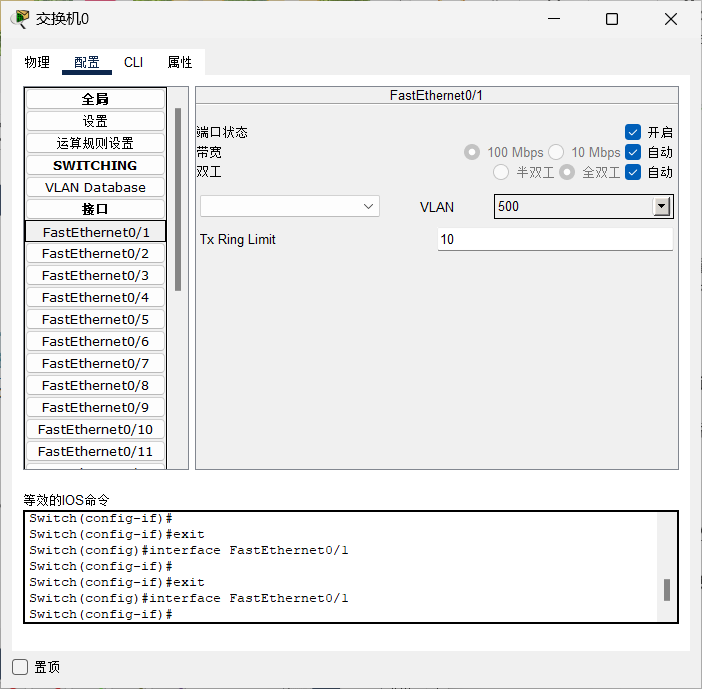 交换机0
物理 配置 CLI 属性
全局
设置
运算规则设置
SWITCHING
VLAN Database
接口
FastEthernet0/1
FastEthernet0/2
FastEthernet0/3
FastEthernet0/4
FastEthernet0/5
FastEthernet0/6
FastEthernet0/7
FastEthernet0/8
FastEthernet0/9
FastEthernet0/10
FastEthernet0/11
FastEthernet0/1
端口状态 开启
带宽 100 Mbps 10 Mbps 自动
双工 半双工 全双工 自动
VLAN 500
Tx Ring Limit 10
等效的IOS命令
Switch(config-if)#
Switch(config-if)#exit
Switch(config)#interface FastEthernet0/1
Switch(config-if)#
Switch(config-if)#exit
Switch(config)#interface FastEthernet0/1
Switch(config-if)#
置顶